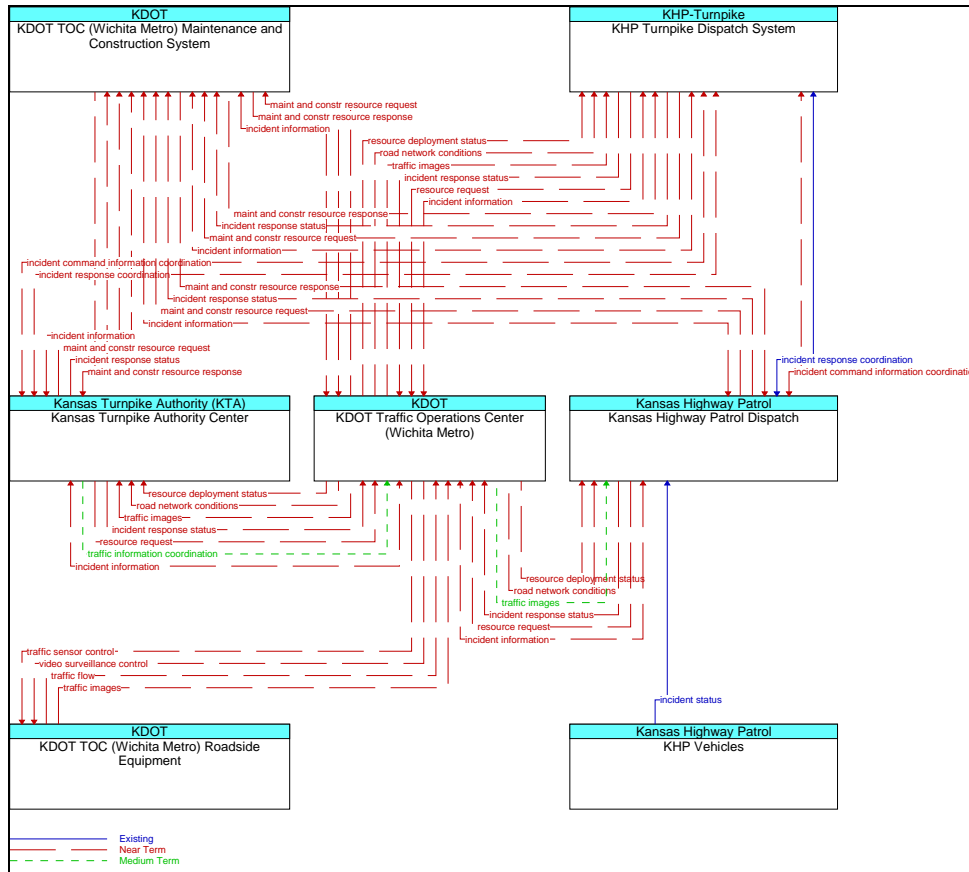 KDOT
KDOT TOC (Wichita Metro) Maintenance and
Construction System
KHP-Turnpike
KHP Turnpike Dispatch System
maint and constr resource request
maint and constr resource response
incident information
resource deployment status
road network conditions
traffic images
incident response status
resource request
incident information
maint and constr resource response
incident response status
maint and constr resource request
incident information
incident command information coordination
incident response coordination
maint and constr resource response
incident response status
maint and constr resource request
incident information
incident information
maint and constr resource request
incident response status
maint and constr resource response
incident response coordination
incident command information coordinatio
Kansas Turnpike Authority (KTA)
Kansas Turnpike Authority Center
KDOT
KDOT Traffic Operations Center
(Wichita Metro)
Kansas Highway Patrol
Kansas Highway Patrol Dispatch
resource deployment status
road network conditions
traffic images
incident response status
resource request
traffic information coordination
incident information
resource deployment status
road network conditions
traffic images
incident response status
resource request
incident information
traffic sensor control
video surveillance control
traffic flow
traffic images
incident status
KDOT
KDOT TOC (Wichita Metro) Roadside
Equipment
Kansas Highway Patrol
KHP Vehicles
Existing
Near Term
Medium Term